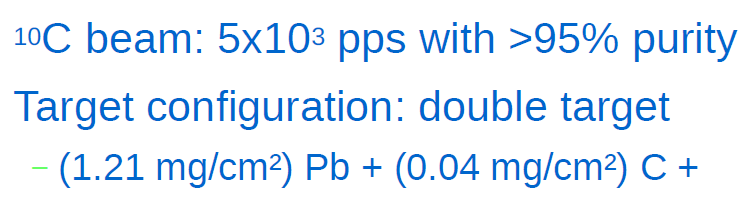 ¹⁰C beam: 5x10³ pps with >95% purity
Target configuration: double target
– (1.21 mg/cm²) Pb + (0.04 mg/cm²) C +